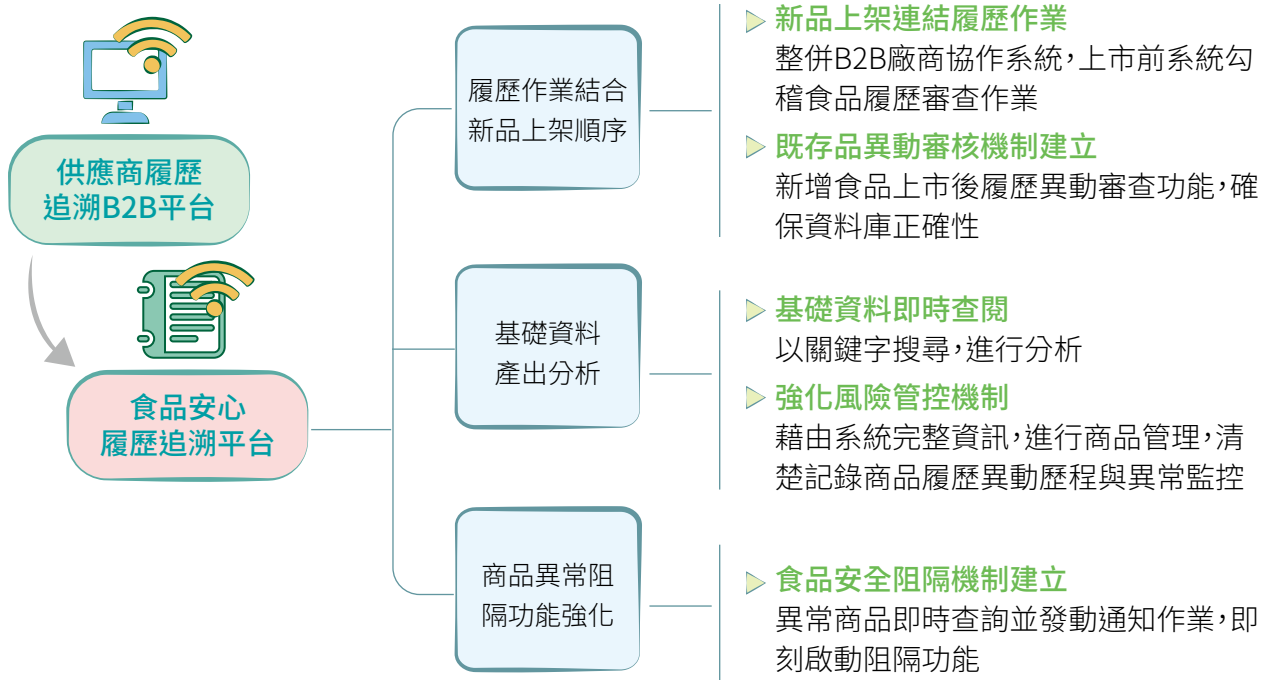 供應商履歷
追溯B2B平台
食品安心
履歷追溯平台
履歷作業結合
新品上架順序
新品上架連結履歷作業
整併B2B廠商協作系統,上市前系統勾
稽食品履歷審查作業
既存品異動審核機制建立
新增食品上市後履歷異動審查功能,確
保資料庫正確性
基礎資料
產出分析
基礎資料即時查閱
以關鍵字搜尋,進行分析
強化風險管控機制
藉由系統完整資訊,進行商品管理,清
楚記錄商品履歷異動歷程與異常監控
商品異常阻
隔功能強化
食品安全阻隔機制建立
異常商品即時查詢並發動通知作業,即
刻啟動阻隔功能